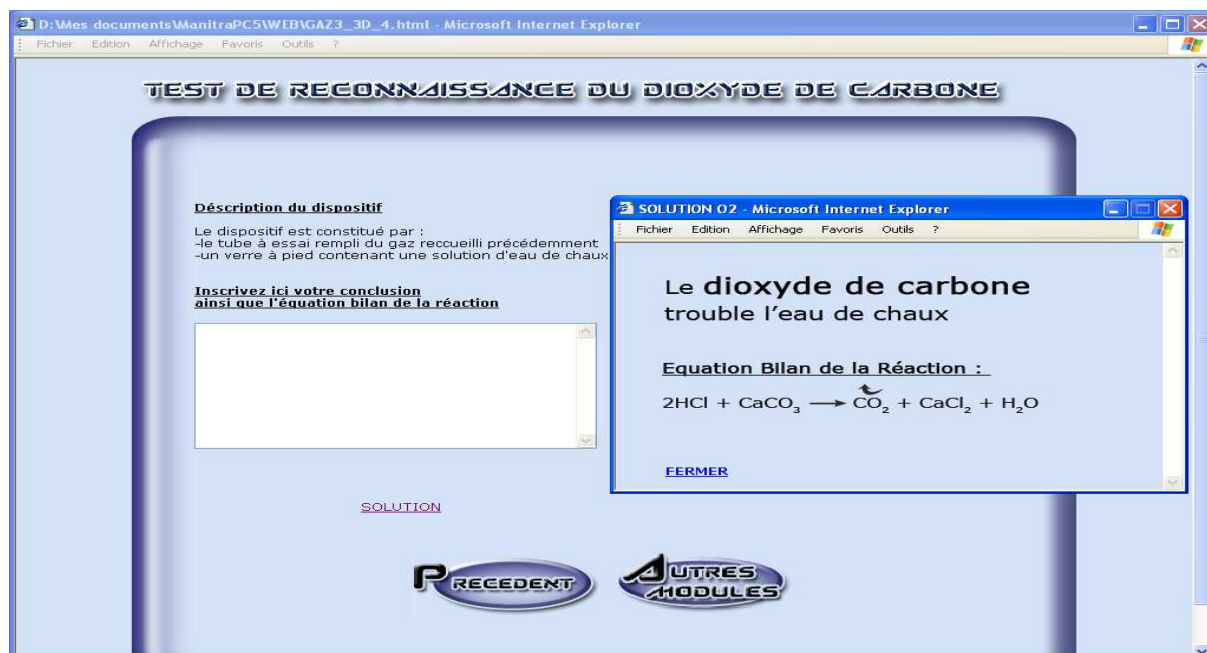 D:\Mes documents\ManitraPC5\WEB\GAZ3_3D_4.html - Microsoft Internet Explorer
Fichier Edition Affichage Favoris Outils ?
TEST DE RECONNAISSANCE DU DIOXYDE DE CARBONE
Déscription du dispositif
Le dispositif est constitué par :
-le tube à essai rempli du gaz reccueilli précédemment
-un verre à pied contenant une solution d'eau de chaux
Inscrivez ici votre conclusion
ainsi que l'équation bilan de la réaction
SOLUTION
PRECEDENT
AUTRES
MODULES
SOLUTION O2 - Microsoft Internet Explorer
Fichier Edition Affichage Favoris Outils ?
Le dioxyde de carbone
trouble l'eau de chaux
Equation Bilan de la Réaction :
2HCl + CaCO₃ ⟶ CO₂ + CaCl₂ + H₂O
FERMER